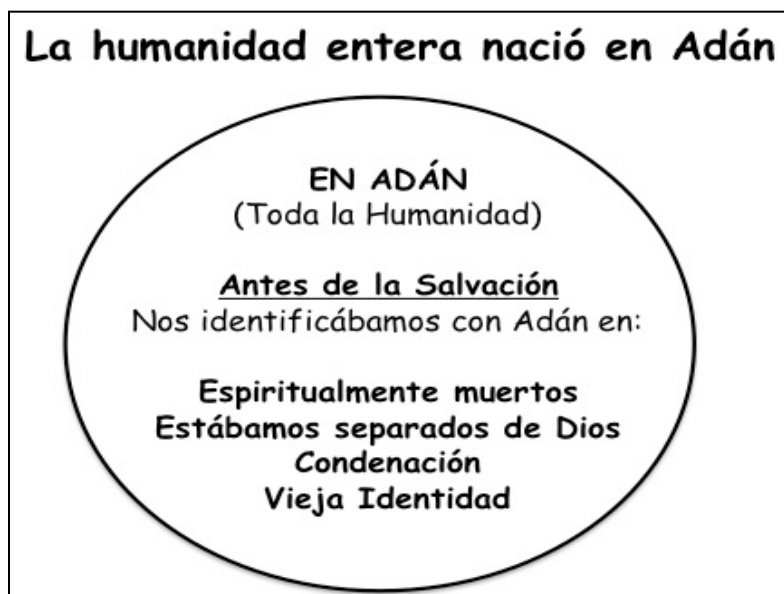 La humanidad entera nació en Adán
EN ADÁN
(Toda la Humanidad)
Antes de la Salvación
Nos identificábamos con Adán en:
Espiritualmente muertos
Estábamos separados de Dios
Condenación
Vieja Identidad